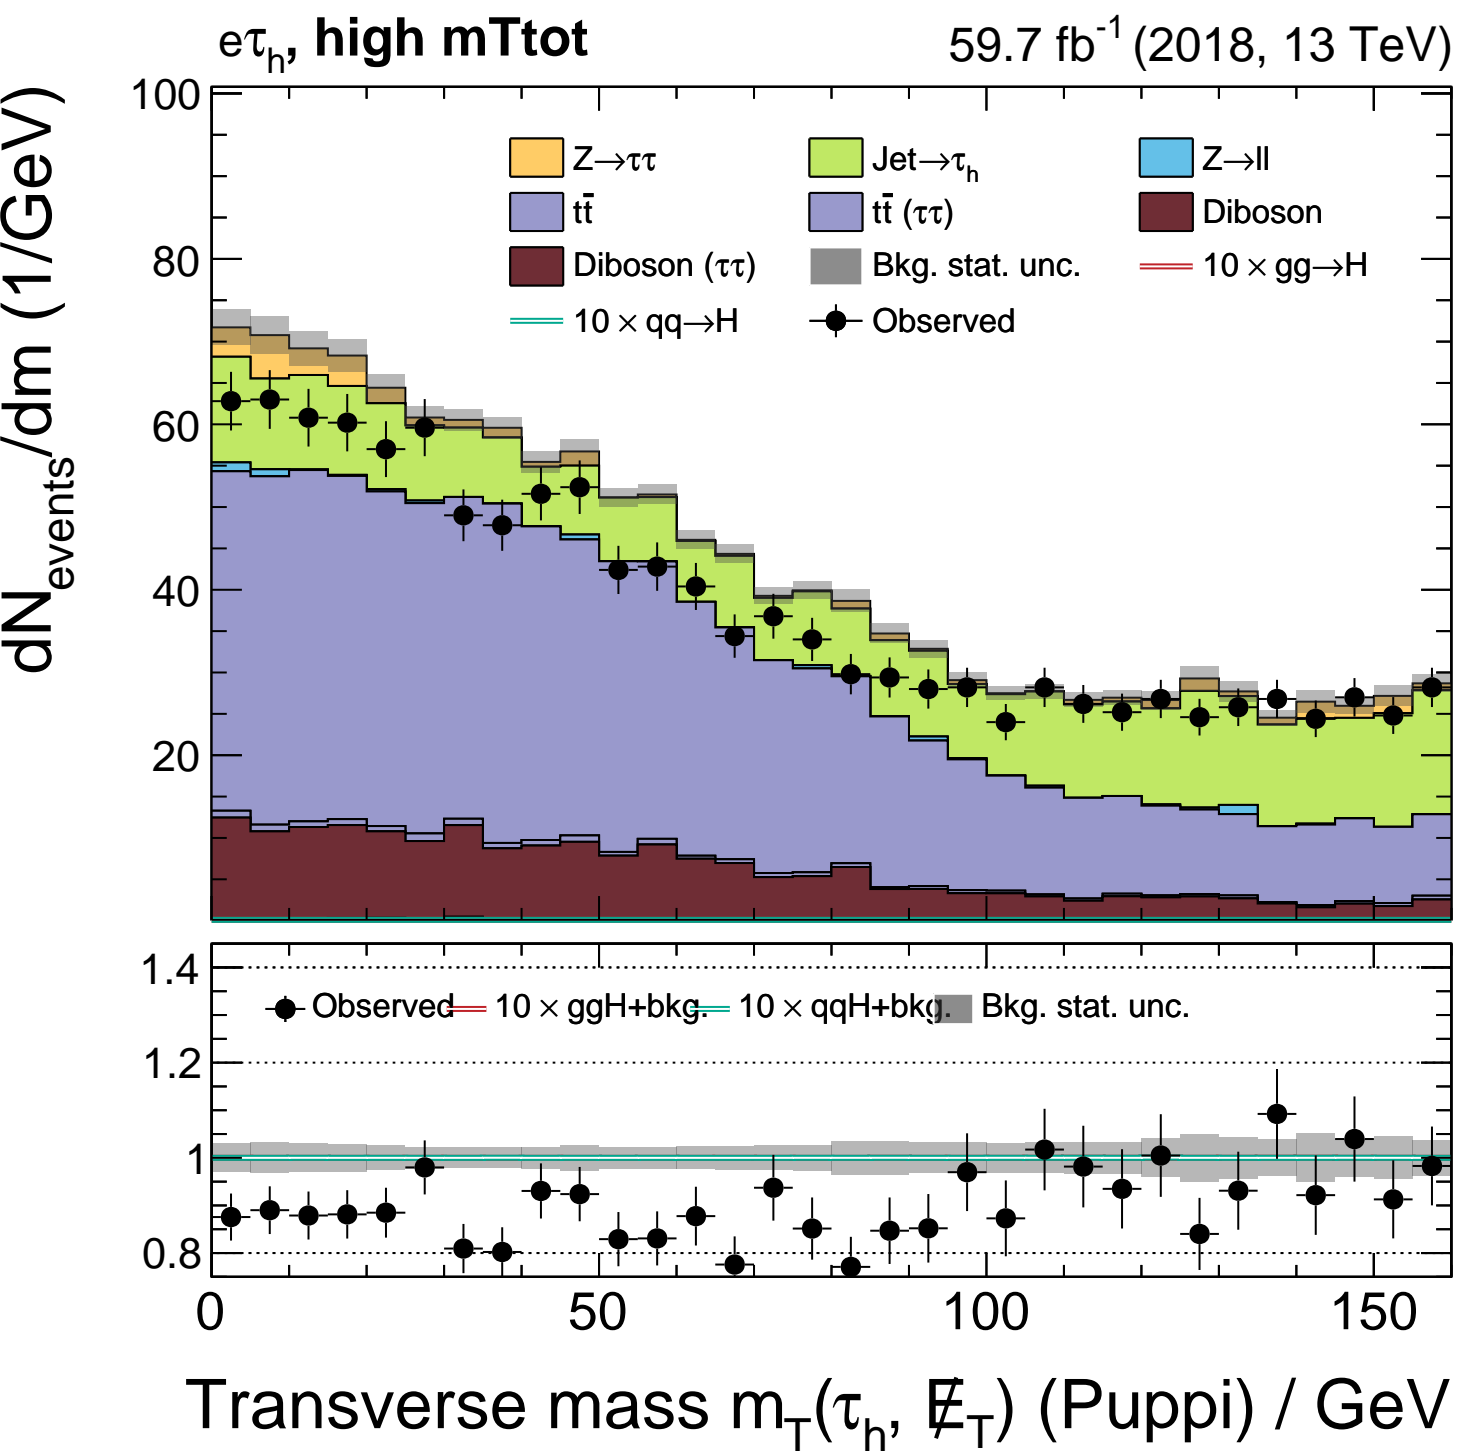 eτh, high mTtot 59.7 fb-1 (2018, 13 TeV)
dNevents/dm (1/GeV)
100
80
60
40
20
Z→ττ Jet→τh Z→ll
tt̄ tt̄ (ττ) Diboson
Diboson (ττ) Bkg. stat. unc. 10 × gg→H
10 × qq→H Observed
1.4
1.2
1
0.8
Observed 10 × ggH+bkg. 10 × qqH+bkg. Bkg. stat. unc.
0 50 100 150
Transverse mass mT(τh, E̸T) (Puppi) / GeV